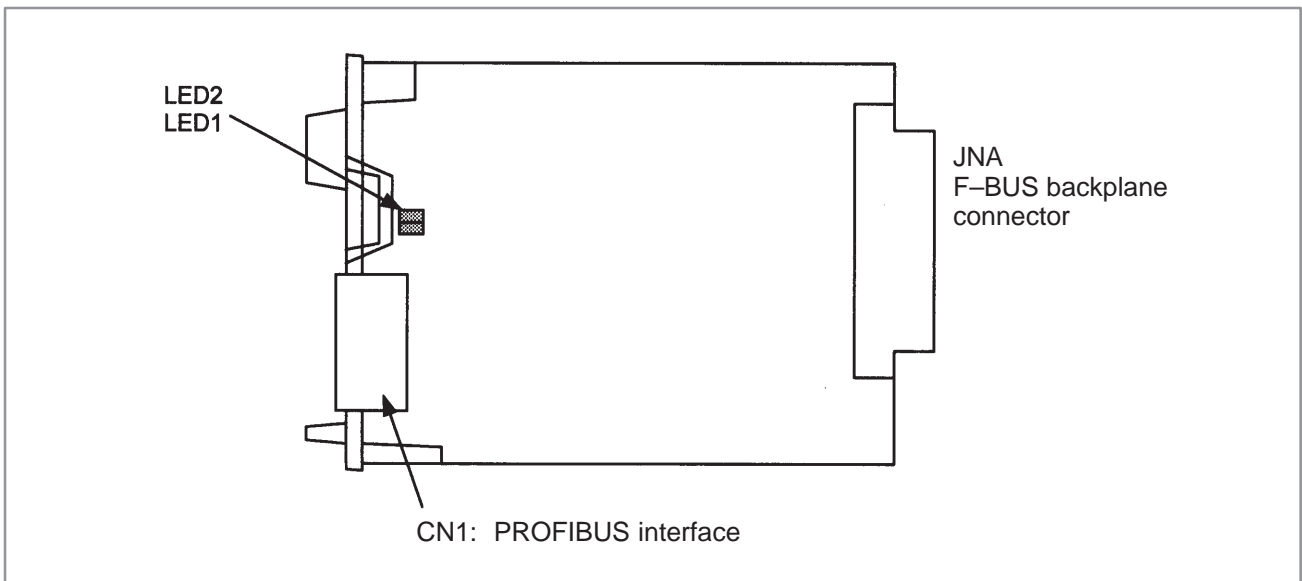 LED2
LED1
JNA
F–BUS backplane
connector
CN1: PROFIBUS interface